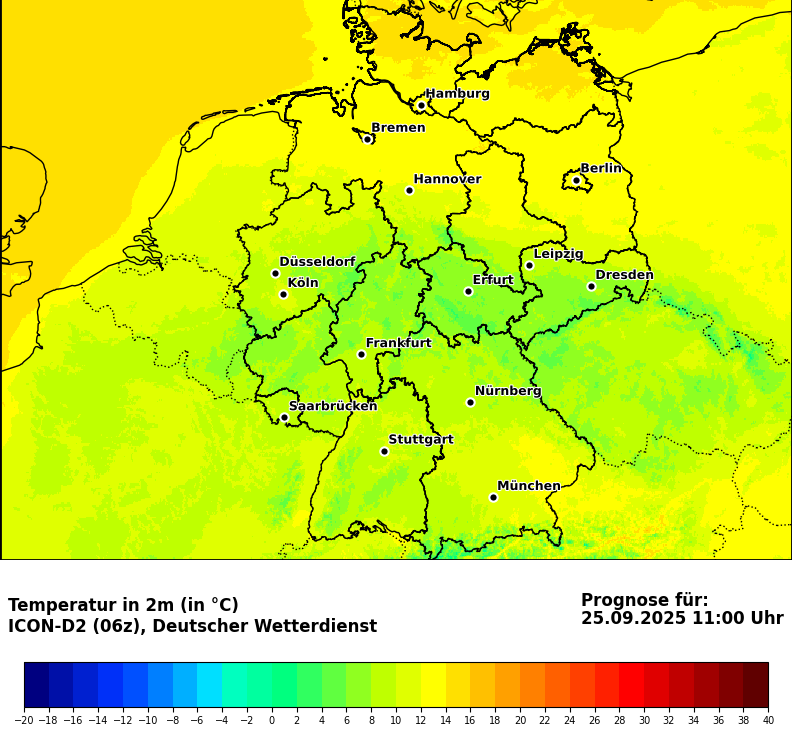 Hamburg
Bremen
Berlin
Hannover
Leipzig
Düsseldorf
Dresden
Köln
Erfurt
Frankfurt
Nürnberg
Saarbrücken
Stuttgart
München
Temperatur in 2m (in °C)
ICON-D2 (06z), Deutscher Wetterdienst
Prognose für:
25.09.2025 11:00 Uhr
−20 −18 −16 −14 −12 −10 −8 −6 −4 −2 0 2 4 6 8 10 12 14 16 18 20 22 24 26 28 30 32 34 36 38 40